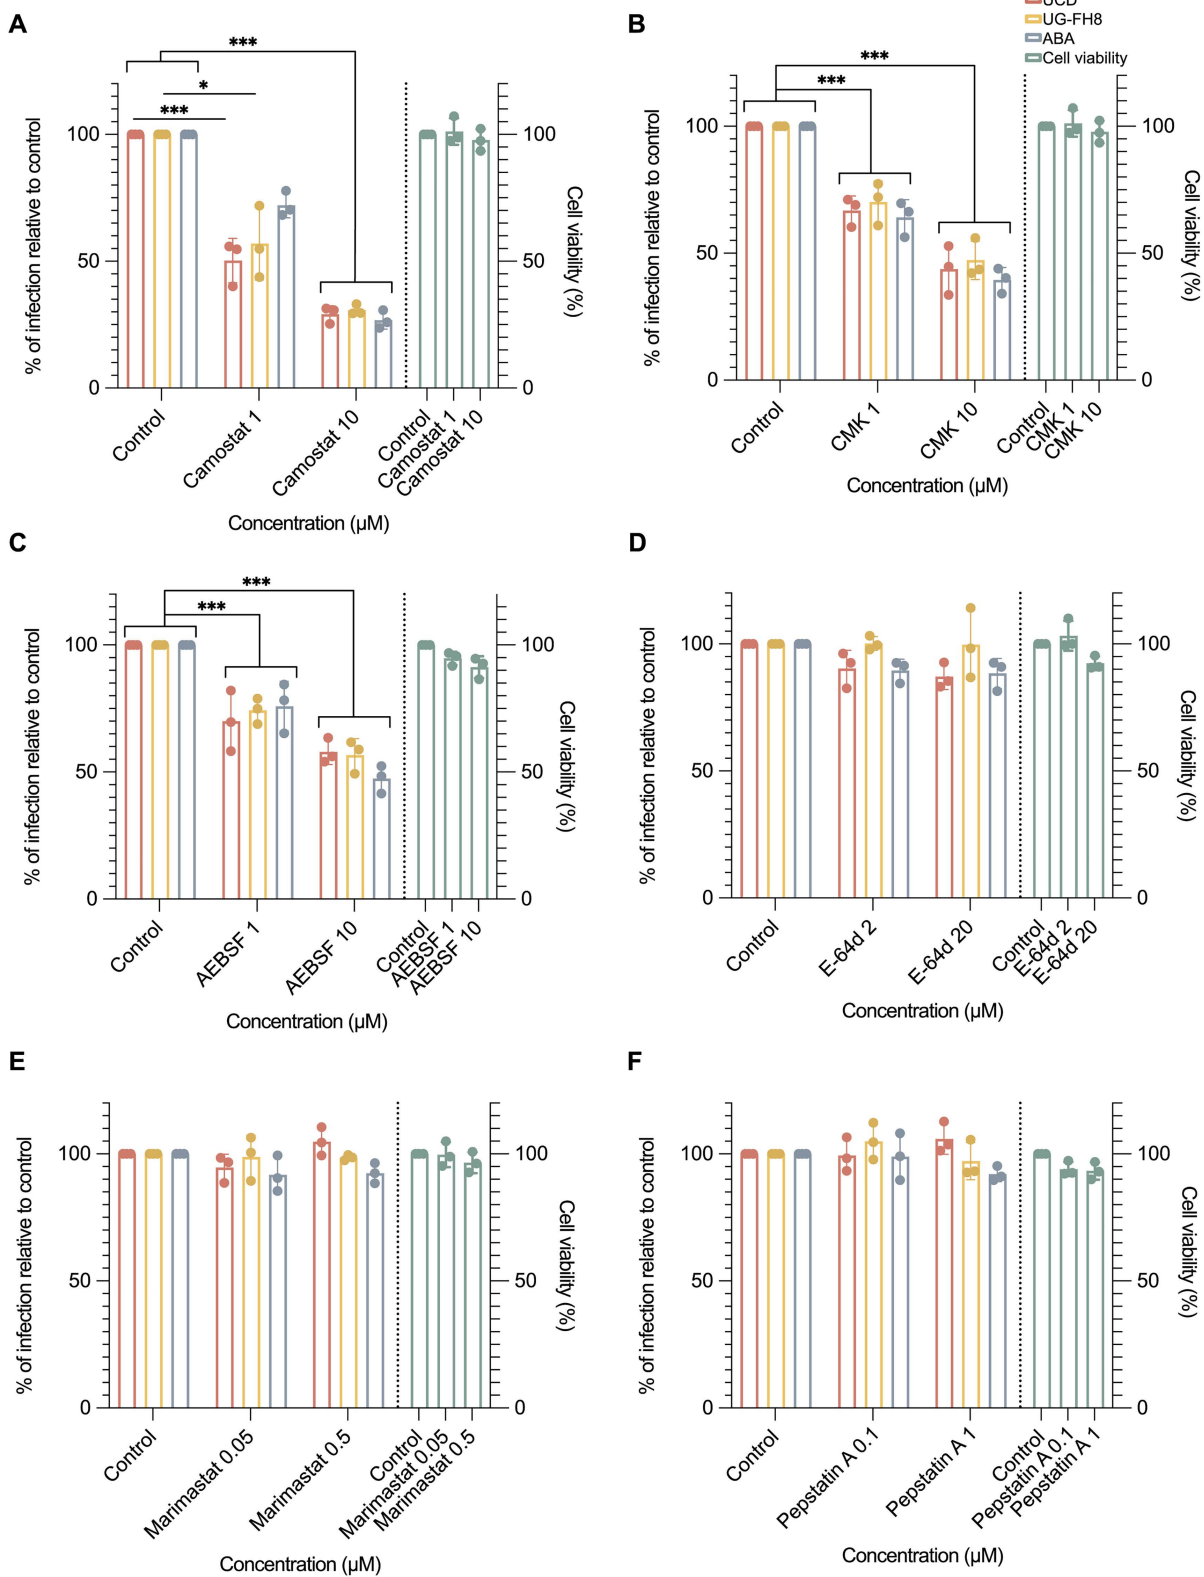 A
B
UCD
UG-FH8
ABA
Cell viability
***
*
***
100
50
0
100
50
0
% of infection relative to control
Cell viability (%)
Control
Camostat 1
Camostat 10
Control
Camostat 1
Camostat 10
Concentration (µM)
***
***
100
50
0
100
50
0
% of infection relative to control
Cell viability (%)
Control
CMK 1
CMK 10
Control
CMK 1
CMK 10
Concentration (µM)
C
***
***
100
50
0
100
50
0
% of infection relative to control
Cell viability (%)
Control
AEBSF 1
AEBSF 10
Control
AEBSF 1
AEBSF 10
Concentration (µM)
D
100
50
0
100
50
0
% of infection relative to control
Cell viability (%)
Control
E-64d 2
E-64d 20
Control
E-64d 2
E-64d 20
Concentration (µM)
E
100
50
0
100
50
0
% of infection relative to control
Cell viability (%)
Control
Marimastat 0.05
Marimastat 0.5
Control
Marimastat 0.05
Marimastat 0.5
Concentration (µM)
F
100
50
0
100
50
0
% of infection relative to control
Cell viability (%)
Control
Pepstatin A 0.1
Pepstatin A 1
Control
Pepstatin A 0.1
Pepstatin A 1
Concentration (µM)